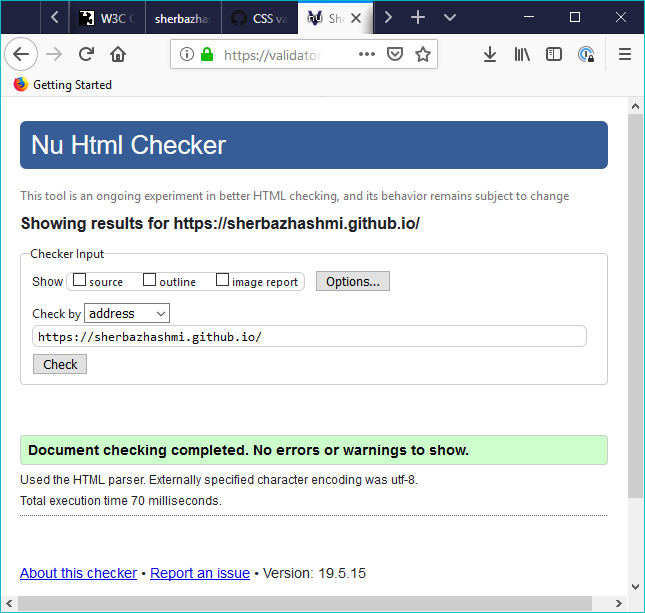 W3C C
sherbazhas
CSS va
nu
Sh
https://validator
Getting Started
Nu Html Checker
This tool is an ongoing experiment in better HTML checking, and its behavior remains subject to change
Showing results for https://sherbazhashmi.github.io/
Checker Input
Show source outline image report Options...
Check by address
https://sherbazhashmi.github.io/
Check
Document checking completed. No errors or warnings to show.
Used the HTML parser. Externally specified character encoding was utf-8.
Total execution time 70 milliseconds.
About this checker • Report an issue • Version: 19.5.15